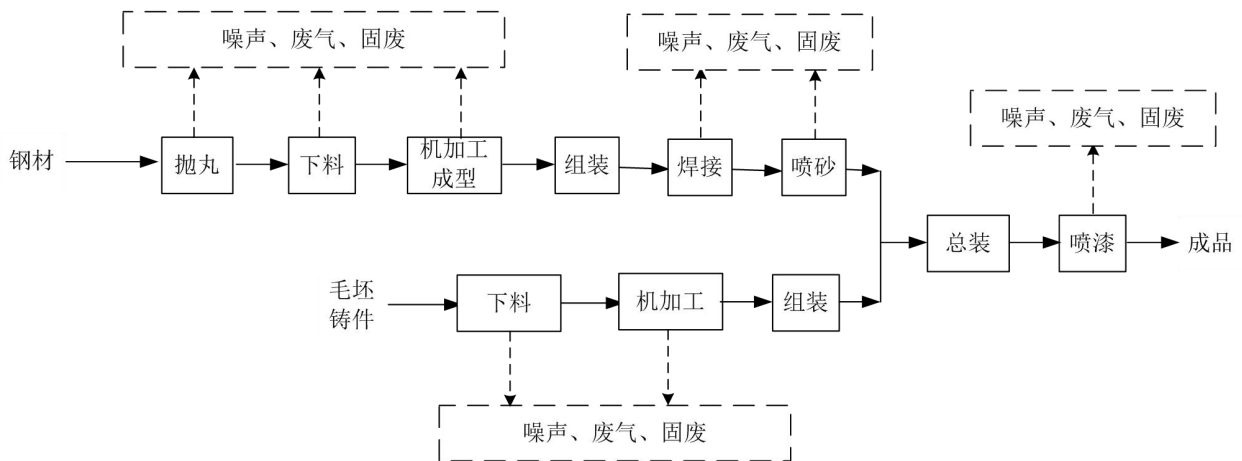 噪声、废气、固废
噪声、废气、固废
噪声、废气、固废
钢材
抛丸
下料
机加工
成型
组装
焊接
喷砂
总装
喷漆
成品
毛坯
铸件
下料
机加工
组装
噪声、废气、固废